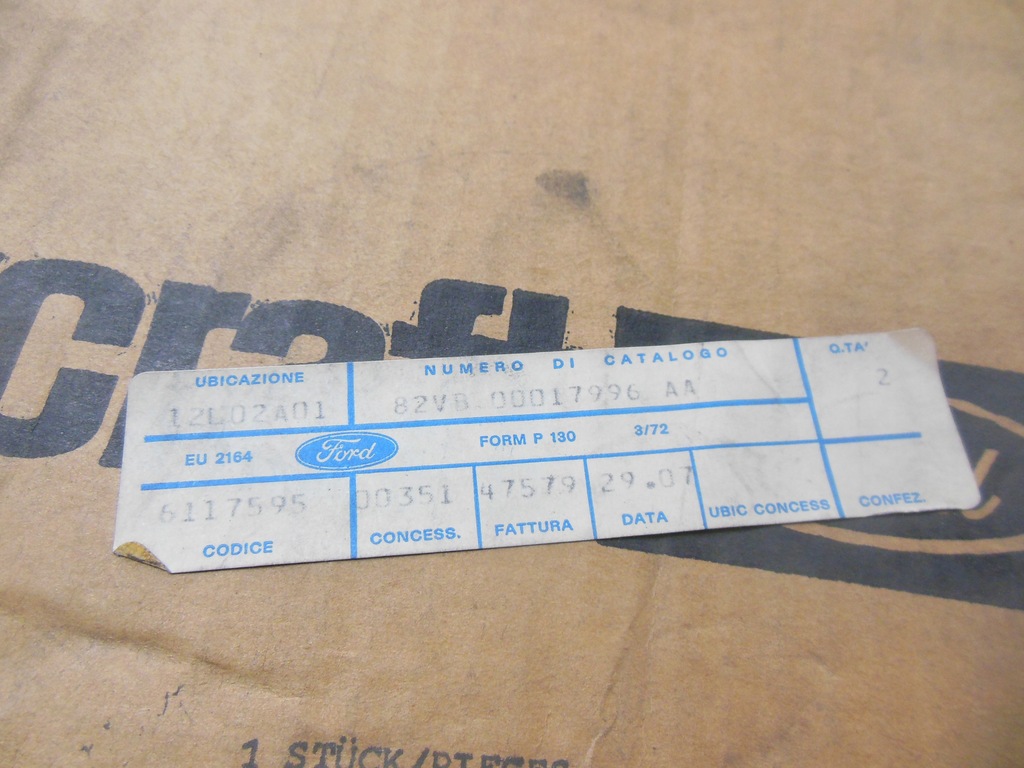 craft
UBICAZIONE NUMERO DI CATALOGO Q.TA'
12L02A01 82VB 00017996 AA 2
EU 2164 Ford FORM P 130 3/72
6117595 00351 47579 29.07
CODICE CONCESS. FATTURA DATA UBIC CONCESS CONFEZ.
1 STÜCK/PIECES